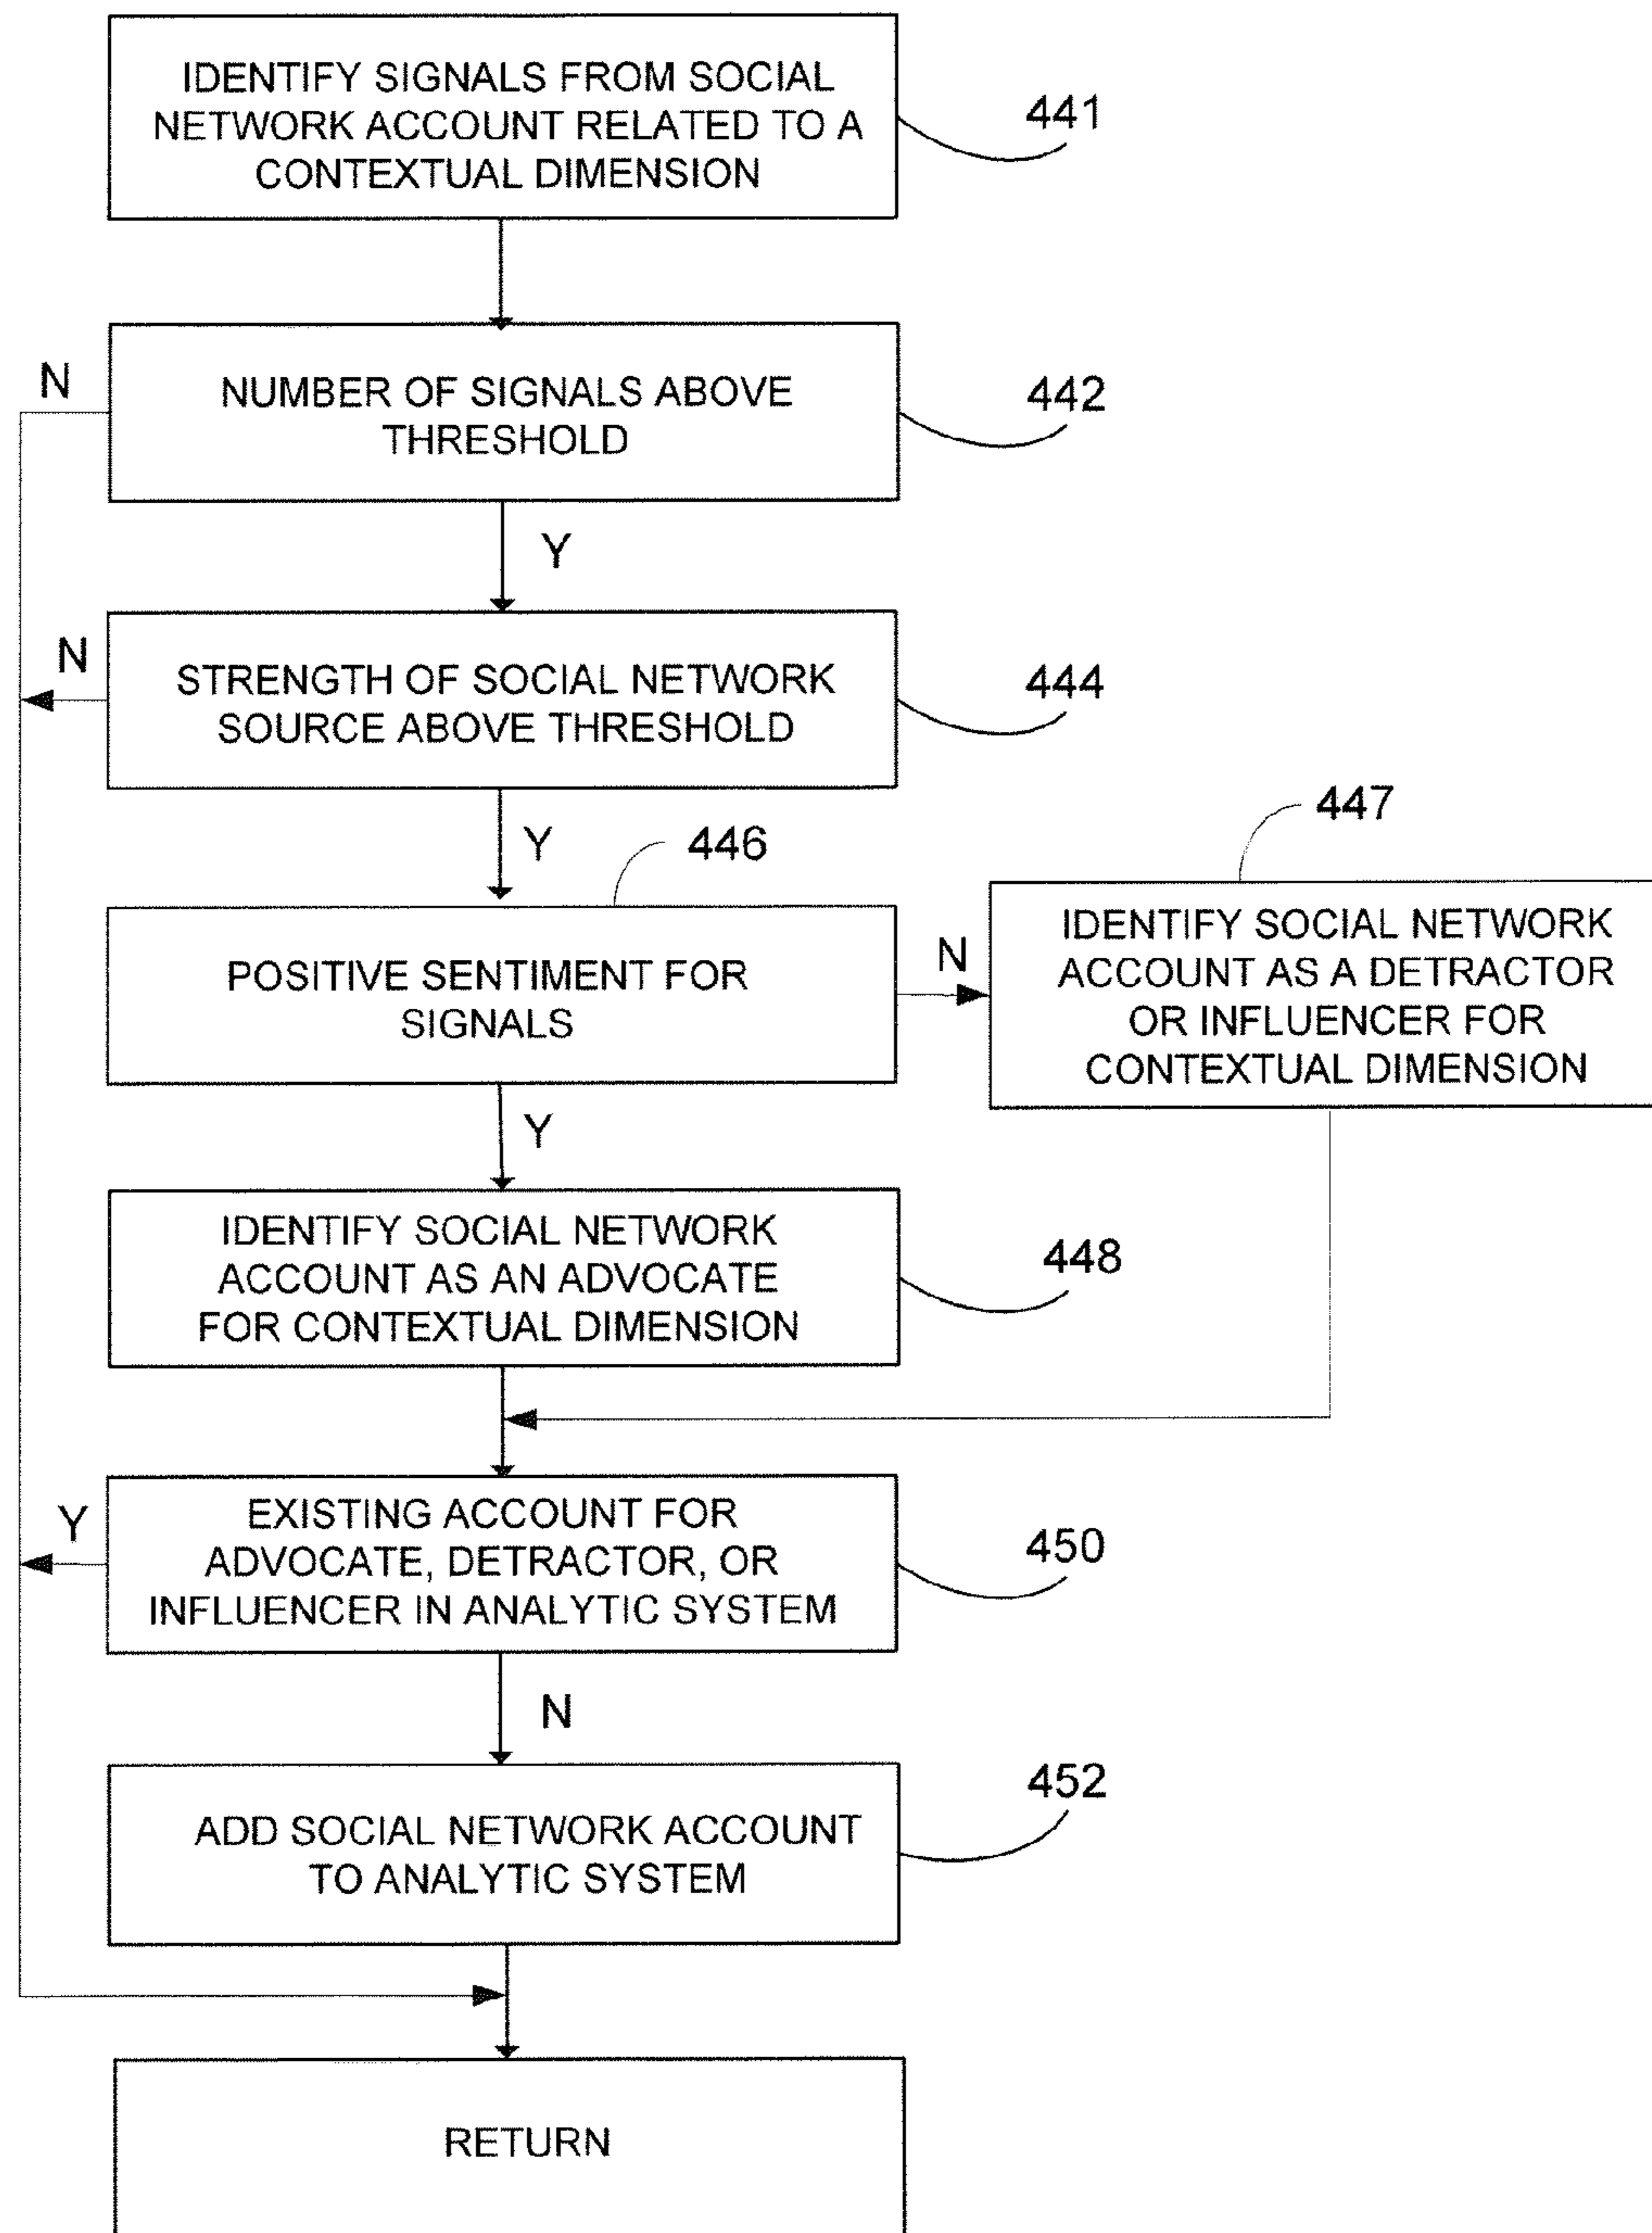 IDENTIFY SIGNALS FROM SOCIAL
NETWORK ACCOUNT RELATED TO A
CONTEXTUAL DIMENSION
441
N
NUMBER OF SIGNALS ABOVE
THRESHOLD
442
Y
N
STRENGTH OF SOCIAL NETWORK
SOURCE ABOVE THRESHOLD
444
Y
446
447
POSITIVE SENTIMENT FOR
SIGNALS
N
IDENTIFY SOCIAL NETWORK
ACCOUNT AS A DETRACTOR
OR INFLUENCER FOR
CONTEXTUAL DIMENSION
Y
IDENTIFY SOCIAL NETWORK
ACCOUNT AS AN ADVOCATE
FOR CONTEXTUAL DIMENSION
448
Y
EXISTING ACCOUNT FOR
ADVOCATE, DETRACTOR, OR
INFLUENCER IN ANALYTIC SYSTEM
450
N
ADD SOCIAL NETWORK ACCOUNT
TO ANALYTIC SYSTEM
452
RETURN